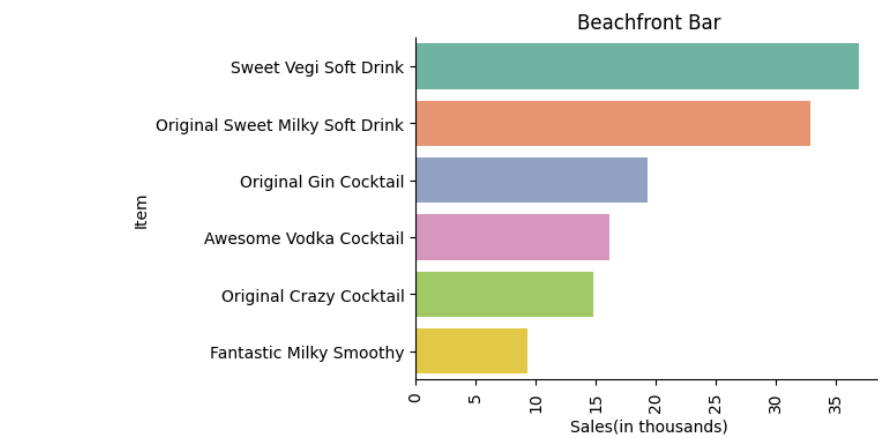 Beachfront Bar
Sweet Vegi Soft Drink
Original Sweet Milky Soft Drink
Original Gin Cocktail
Awesome Vodka Cocktail
Original Crazy Cocktail
Fantastic Milky Smoothy
Item
0 5 10 15 20 25 30 35
Sales(in thousands)